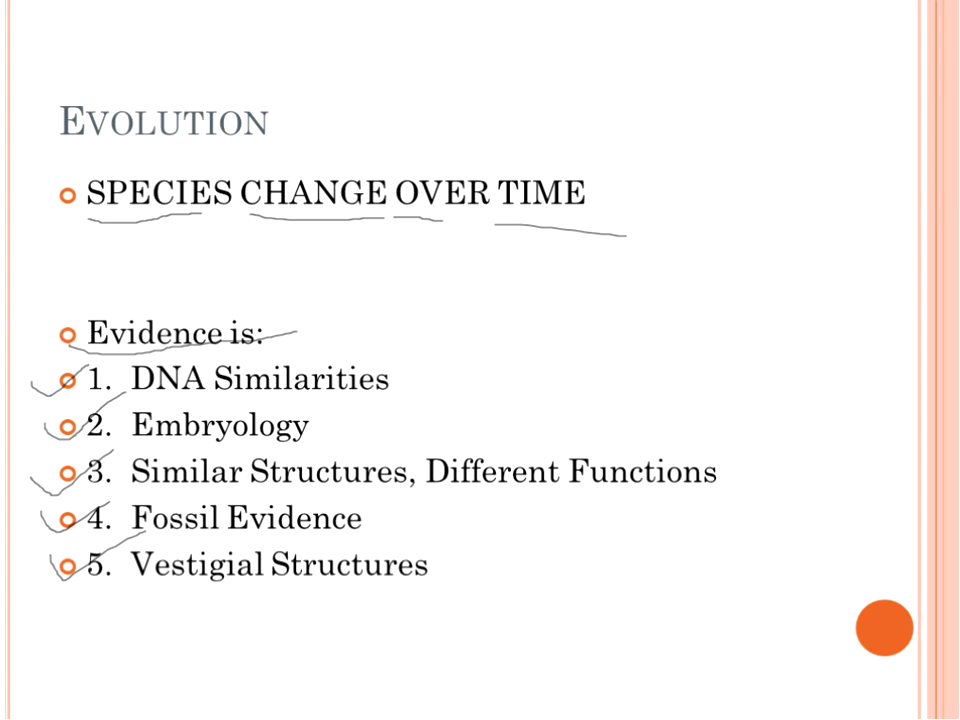 EVOLUTION
SPECIES CHANGE OVER TIME
Evidence is:
1. DNA Similarities
2. Embryology
3. Similar Structures, Different Functions
4. Fossil Evidence
5. Vestigial Structures